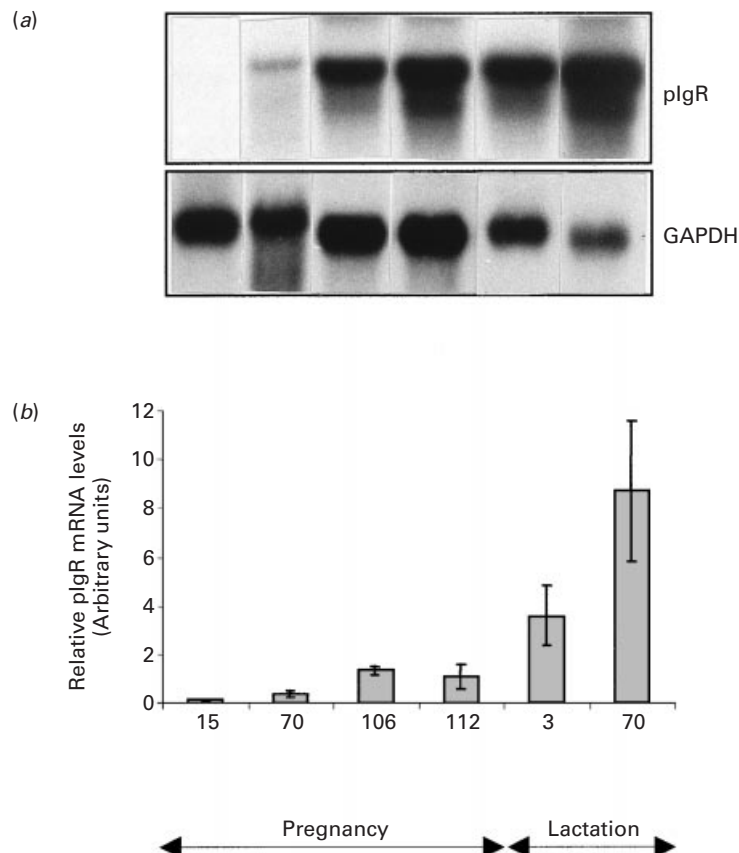 (a)
pIgR
GAPDH
(b)
Relative pIgR mRNA levels
(Arbitrary units)
12
10
8
6
4
2
0
15 70 106 112 3 70
Pregnancy Lactation